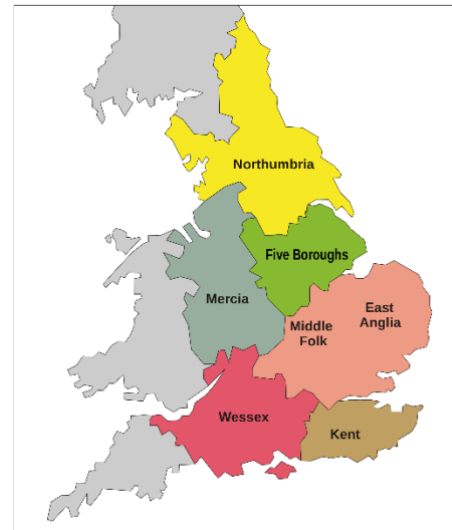 Northumbria
Five Boroughs
Mercia
East
Anglia
Middle
Folk
Wessex
Kent